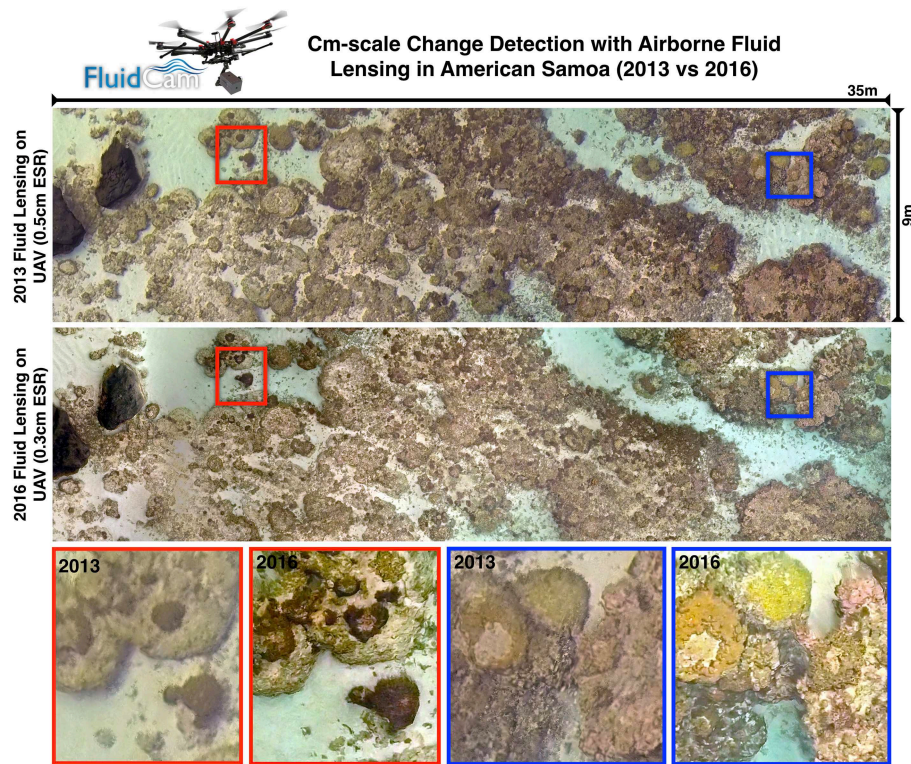 FluidCam
Cm-scale Change Detection with Airborne Fluid
Lensing in American Samoa (2013 vs 2016)
35m
9m
2013 Fluid Lensing on
UAV (0.5cm ESR)
2016 Fluid Lensing on
UAV (0.3cm ESR)
2013
2016
2013
2016